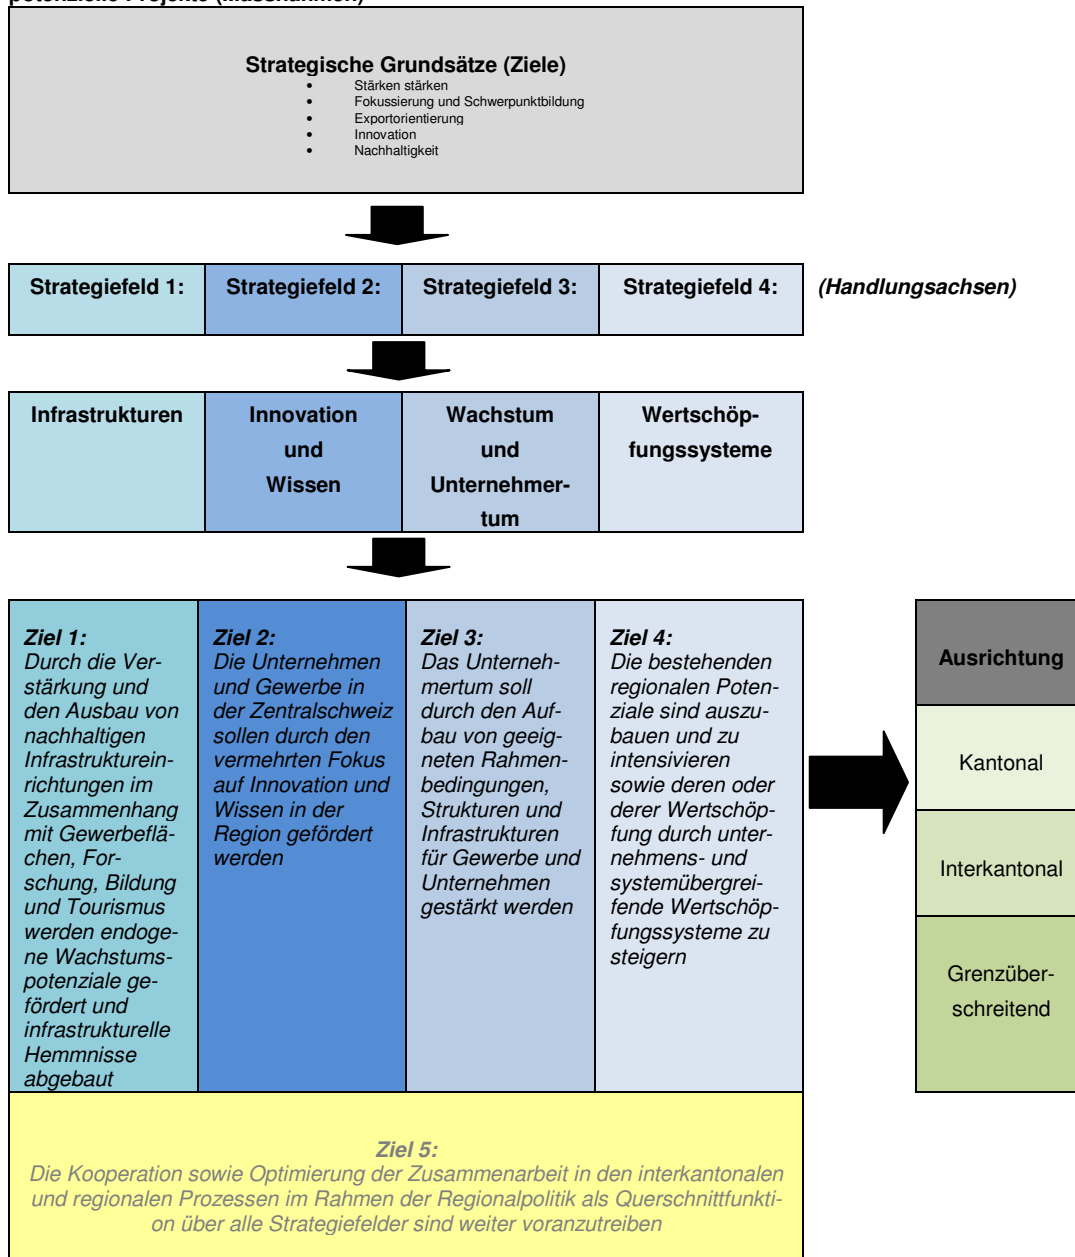 potenzielle Projekte (Massnahmen)
Strategische Grundsätze (Ziele)
• Stärken stärken
• Fokussierung und Schwerpunktbildung
• Exportorientierung
• Innovation
• Nachhaltigkeit
Strategiefeld 1:
Strategiefeld 2:
Strategiefeld 3:
Strategiefeld 4:
(Handlungsachsen)
Infrastrukturen
Innovation
und
Wissen
Wachstum
und
Unternehmer-
tum
Wertschöp-
fungssysteme
Ziel 1:
Durch die Ver-
stärkung und
den Ausbau von
nachhaltigen
Infrastrukturein-
richtungen im
Zusammenhang
mit Gewerbeflä-
chen, For-
schung, Bildung
und Tourismus
werden endoge-
ne Wachstums-
potenziale ge-
fördert und
infrastrukturelle
Hemmnisse
abgebaut
Ziel 2:
Die Unternehmen
und Gewerbe in
der Zentralschweiz
sollen durch den
vermehrten Fokus
auf Innovation und
Wissen in der
Region gefördert
werden
Ziel 3:
Das Unterneh-
mertum soll
durch den Auf-
bau von geeig-
neten Rahmen-
bedingungen,
Strukturen und
Infrastrukturen
für Gewerbe und
Unternehmen
gestärkt werden
Ziel 4:
Die bestehenden
regionalen Poten-
ziale sind auszu-
bauen und zu
intensivieren
sowie deren oder
derer Wertschöp-
fung durch unter-
nehmens- und
systemübergrei-
fende Wertschöp-
fungssysteme zu
steigern
Ausrichtung
Kantonal
Interkantonal
Grenzüber-
schreitend
Ziel 5:
Die Kooperation sowie Optimierung der Zusammenarbeit in den interkantonalen
und regionalen Prozessen im Rahmen der Regionalpolitik als Querschnittfunkti-
on über alle Strategiefelder sind weiter voranzutreiben